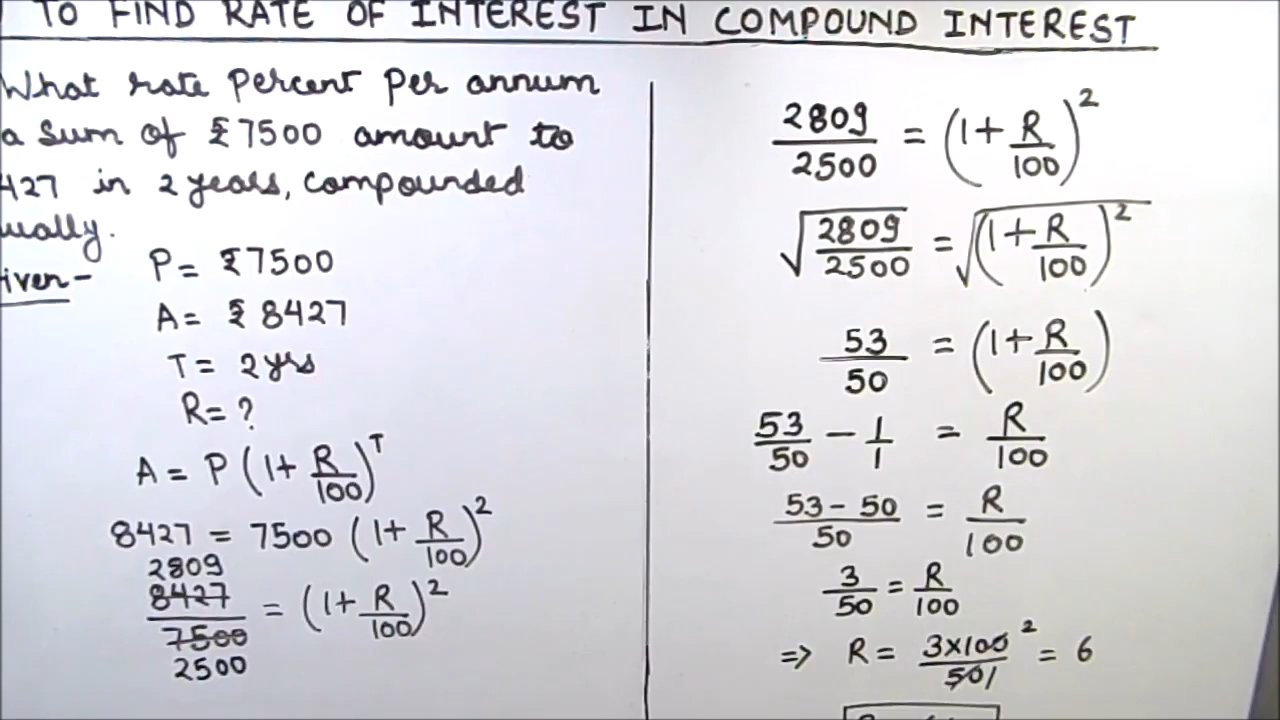 TO FIND RATE OF INTEREST IN COMPOUND INTEREST
What rate percent per annum
a sum of ₹7500 amount to
427 in 2 years, compounded
ually.
iven-
P = ₹7500
A = ₹8427
T = 2yrs
R = ?
A = P(1+R/100)^T
8427 = 7500 (1+R/100)^2
2809
8427/7500 = (1+R/100)^2
2500
2809/2500 = (1+R/100)^2
√2809/2500 = √(1+R/100)^2
53/50 = (1+R/100)
53/50 - 1/1 = R/100
53-50/50 = R/100
3/50 = R/100
=> R = 3×100 2/50 1 = 6